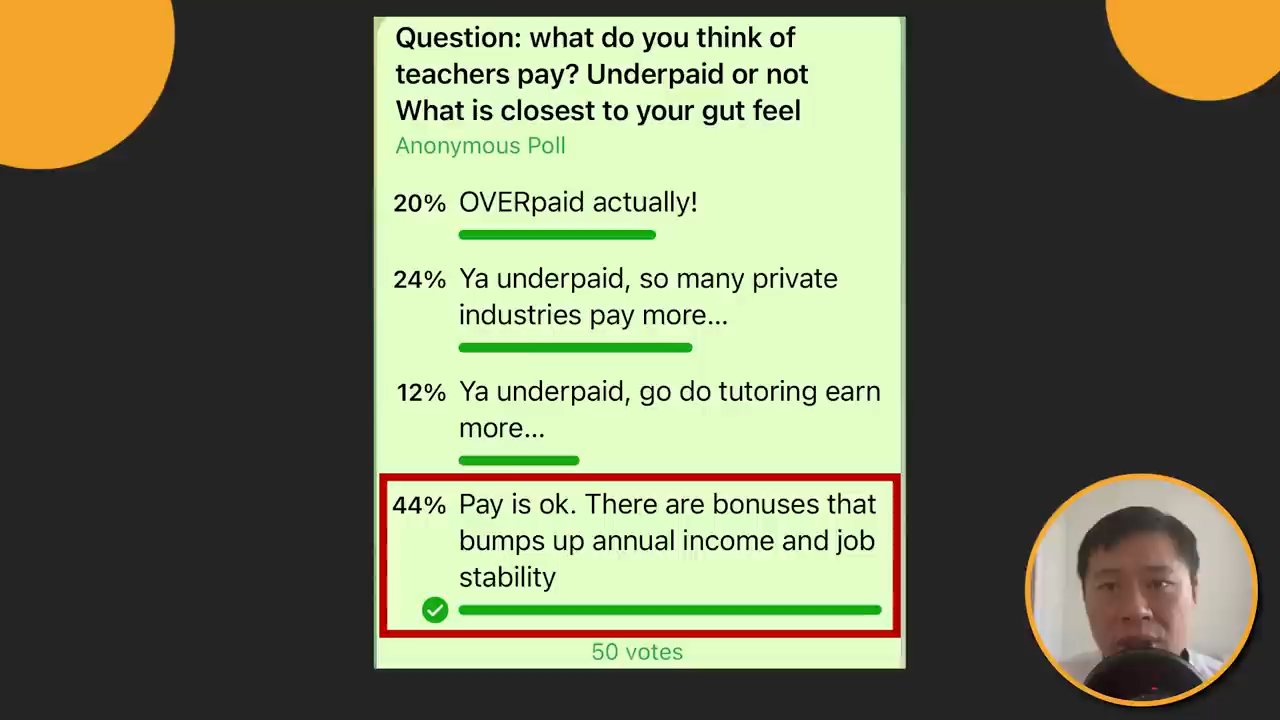 Question: what do you think of
teachers pay? Underpaid or not
What is closest to your gut feel
Anonymous Poll
20% OVERpaid actually!
24% Ya underpaid, so many private
industries pay more...
12% Ya underpaid, go do tutoring earn
more...
44% Pay is ok. There are bonuses that
bumps up annual income and job
stability
50 votes